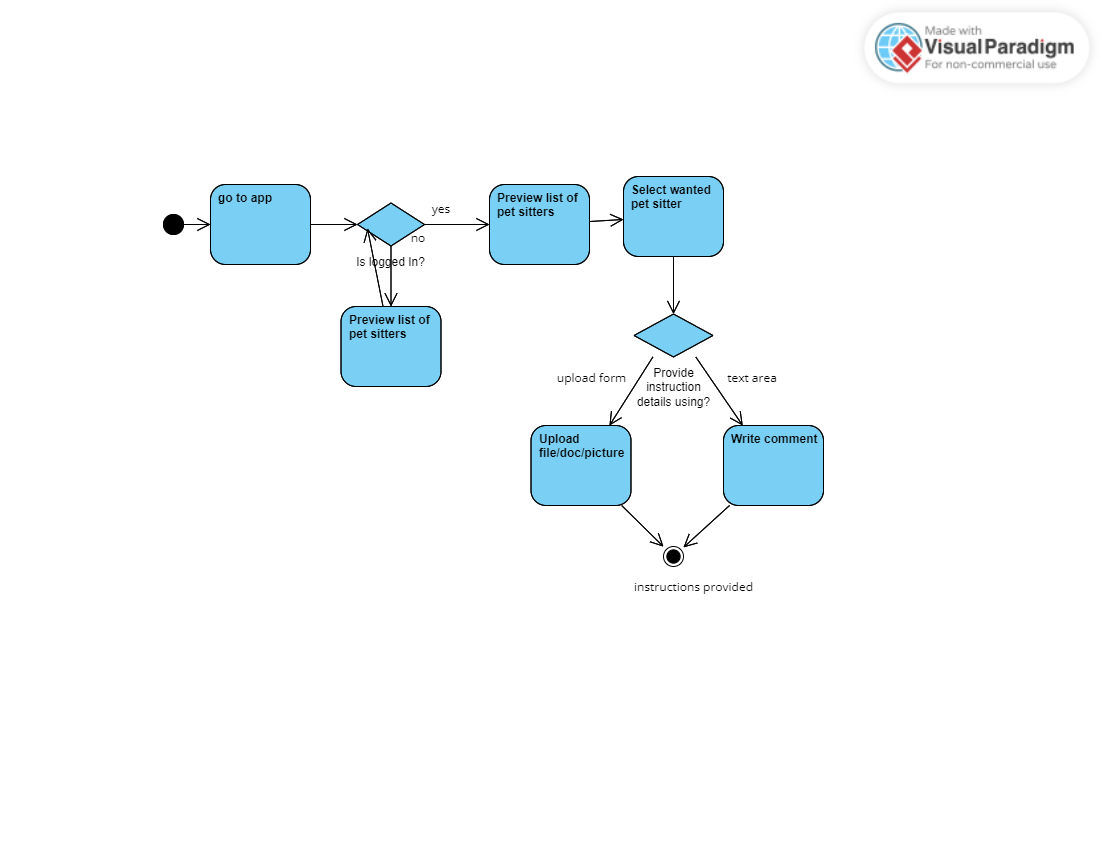 Made with
Visual Paradigm
For non-commercial use
go to app
yes
no
Is logged In?
Preview list of
pet sitters
Select wanted
pet sitter
Preview list of
pet sitters
upload form
Provide
instruction
details using?
text area
Upload
file/doc/picture
Write comment
instructions provided